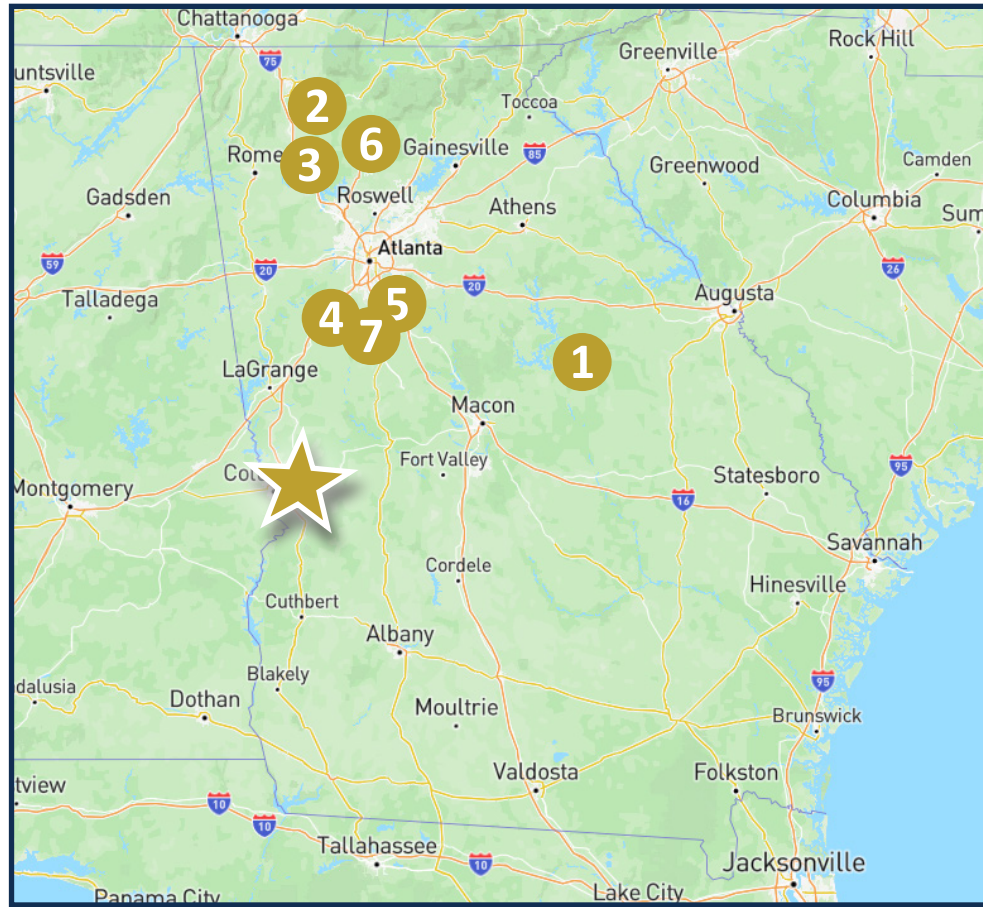 Chattanooga
Greenville
Rock Hill
75
untsville
2
Toccoa
6
Rome
3
Gainesville
85
Greenwood
Camden
Gadsden
Roswell
Athens
Columbia
Sum
Atlanta
59
20
20
26
Talladega
4
5
7
Augusta
1
LaGrange
Macon
Fort Valley
Col
Statesboro
95
Montgomery
16
Savannah
Cordele
Hinesville
Cuthbert
Albany
Blakely
95
dalusia
Dothan
Moultrie
Brunswick
tview
Valdosta
Folkston
10
10
Tallahassee
10
Jacksonville
Panama City
Lake City